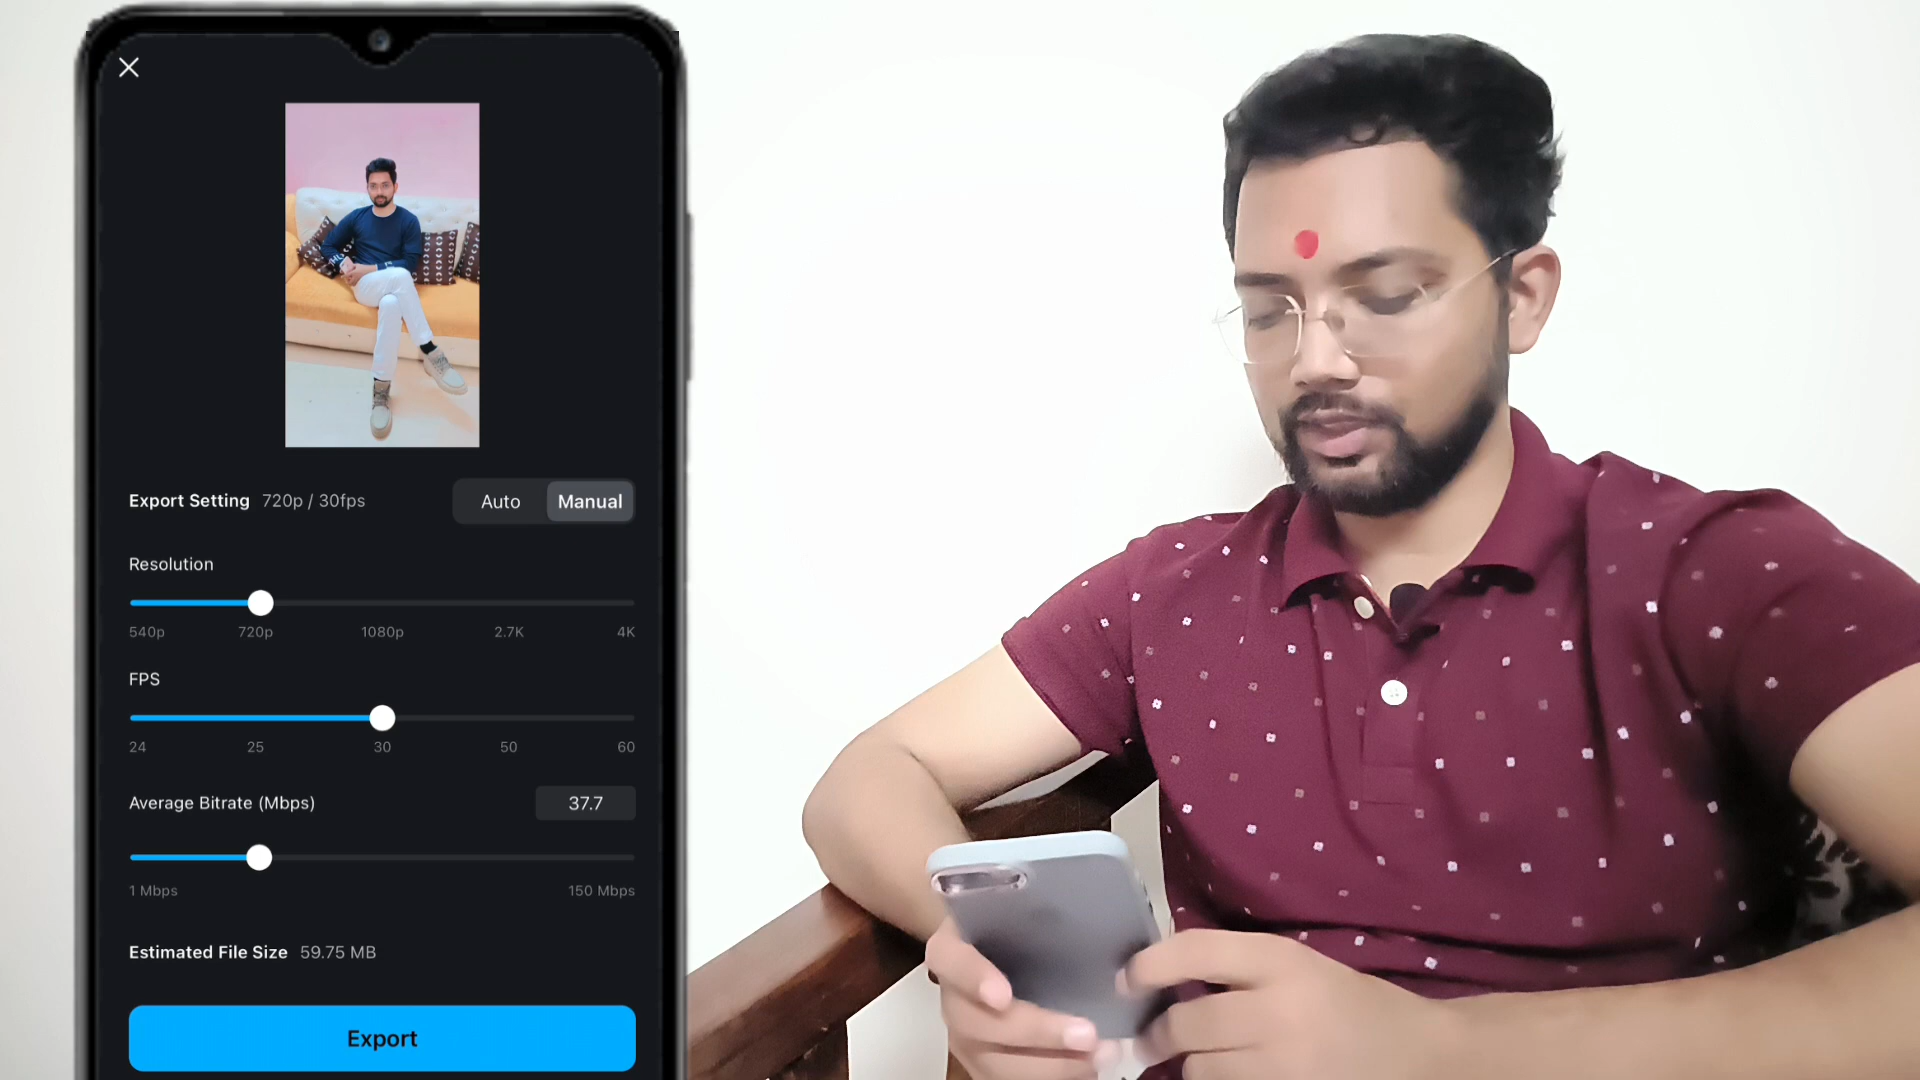 Export Setting 720p / 30fps Auto Manual
Resolution
540p 720p 1080p 2.7K 4K
FPS
24 25 30 50 60
Average Bitrate (Mbps) 37.7
1 Mbps 150 Mbps
Estimated File Size 59.75 MB
Export